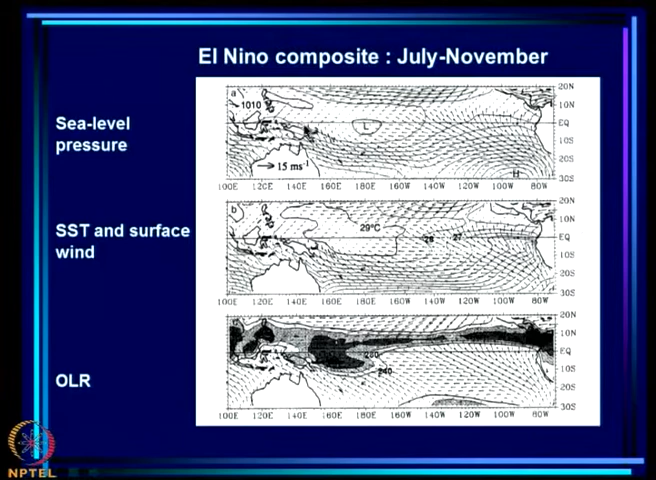 El Nino composite : July-November
Sea-level
pressure
a
1010
L
H
15 ms⁻¹
20N
10N
EQ
10S
20S
30S
100E 120E 140E 160E 180E 160W 140W 120W 100W 80W
SST and surface
wind
b
29°C
28
27
20N
10N
EQ
10S
20S
30S
100E 120E 140E 160E 180E 160W 140W 120W 100W 80W
OLR
240
20N
10N
EQ
10S
20S
30S
100E 120E 140E 160E 180E 160W 140W 120W 100W 80W
NPTEL